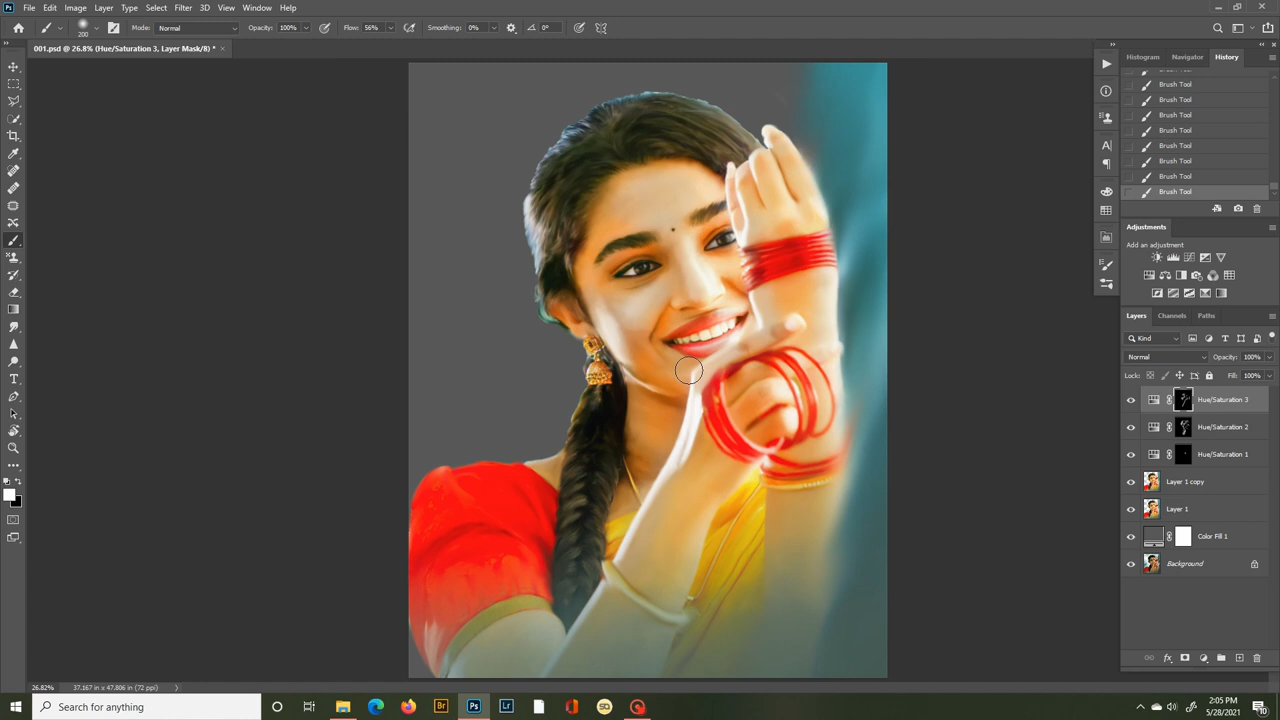 Ps File Edit Image Layer Type Select Filter 3D View Window Help
200 Mode: Normal Opacity: 100% Flow: 56% Smoothing: 0% 0°
001.psd @ 26.8% (Hue/Saturation 3, Layer Mask/8) * ×
Histogram Navigator History
Brush Tool
Brush Tool
Brush Tool
Brush Tool
Brush Tool
Brush Tool
Brush Tool
Brush Tool
Adjustments
Add an adjustment
Layers Channels Paths
Kind
Normal Opacity: 100%
Lock: Fill: 100%
Hue/Saturation 3
Hue/Saturation 2
Hue/Saturation 1
Layer 1 copy
Layer 1
Color Fill 1
Background
26.82% 37.167 in x 47.806 in (72 ppi)
Search for anything
Br Ps Lr
2:05 PM
5/28/2021